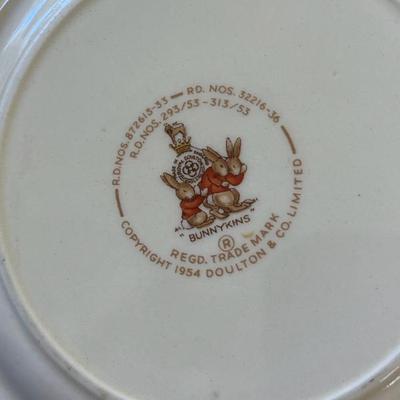 R.D. NOS. 872613-33 — RD. NOS. 32216-36
R.D. NOS. 293/53-313/53
"BUNNYKINS"
®
REGD. TRADE MARK
COPYRIGHT 1954 DOULTON & CO. LIMITED